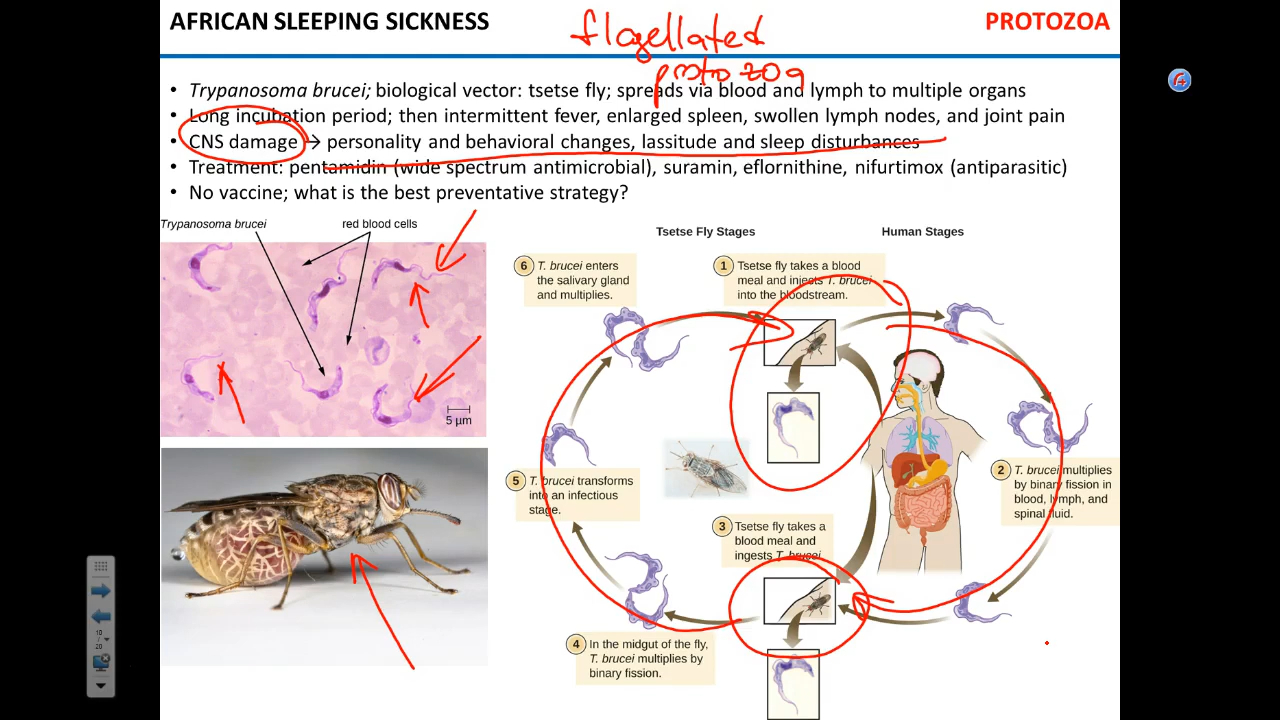 AFRICAN SLEEPING SICKNESS
flagellated
protozoa
PROTOZOA
• Trypanosoma brucei; biological vector: tsetse fly; spreads via blood and lymph to multiple organs
• Long incubation period; then intermittent fever, enlarged spleen, swollen lymph nodes, and joint pain
• CNS damage → personality and behavioral changes, lassitude and sleep disturbances
• Treatment: pentamidin (wide spectrum antimicrobial), suramin, eflornithine, nifurtimox (antiparasitic)
• No vaccine; what is the best preventative strategy?
Trypanosoma brucei
red blood cells
5 µm
Tsetse Fly Stages
Human Stages
1 Tsetse fly takes a blood
meal and injects T. brucei
into the bloodstream.
2 T. brucei multiplies
by binary fission in
blood, lymph, and
spinal fluid.
3 Tsetse fly takes a
blood meal and
ingests T. brucei
4 In the midgut of the fly,
T. brucei multiplies by
binary fission.
5 T. brucei transforms
into an infectious
stage.
6 T. brucei enters
the salivary gland
and multiplies.
10
/
20